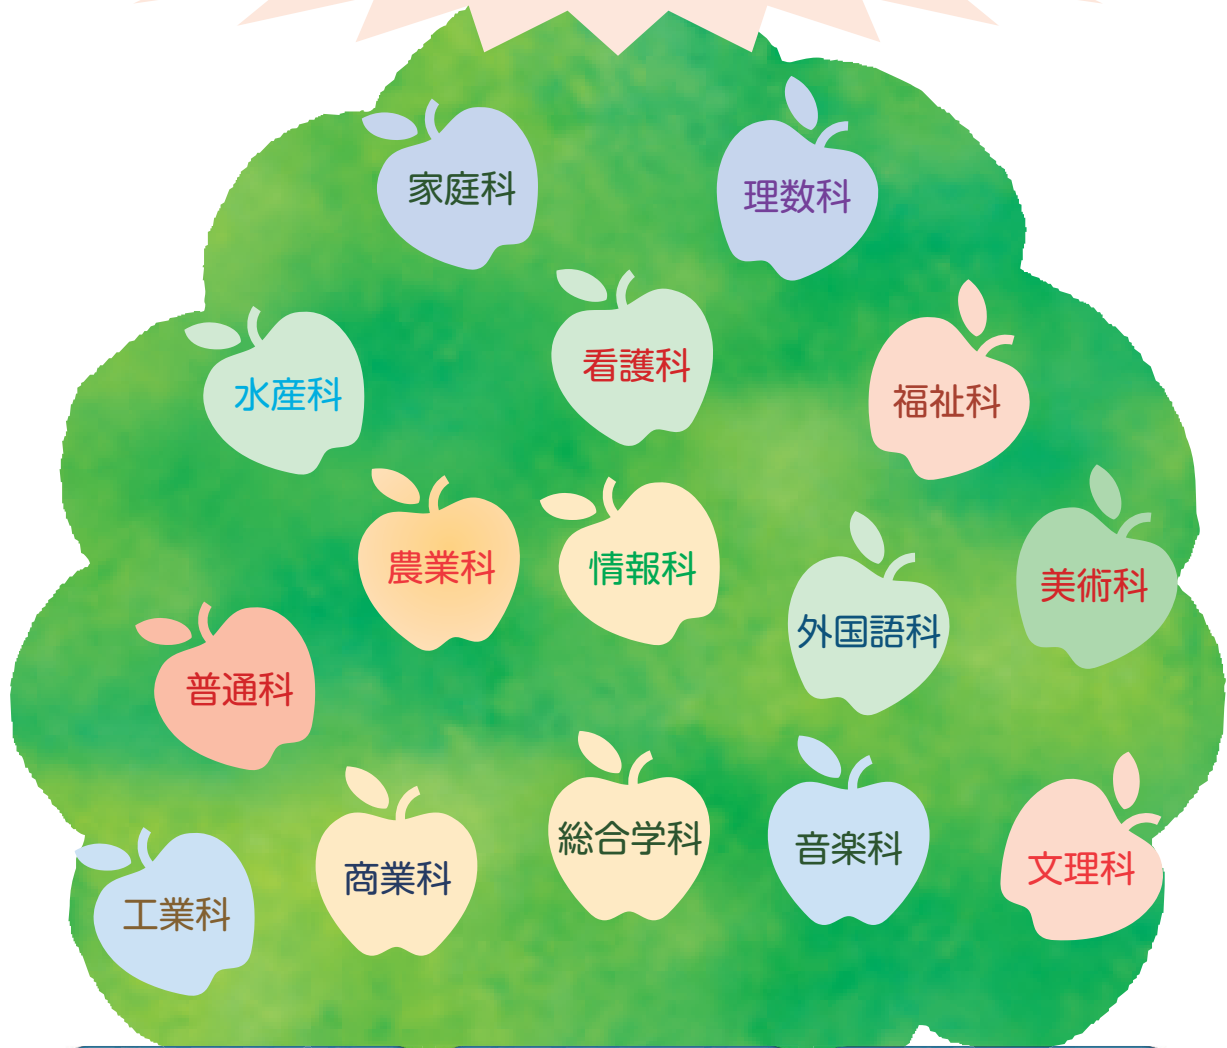 家庭科
理数科
看護科
水産科
福祉科
農業科
情報科
美術科
外国語科
普通科
総合学科
音楽科
商業科
文理科
工業科